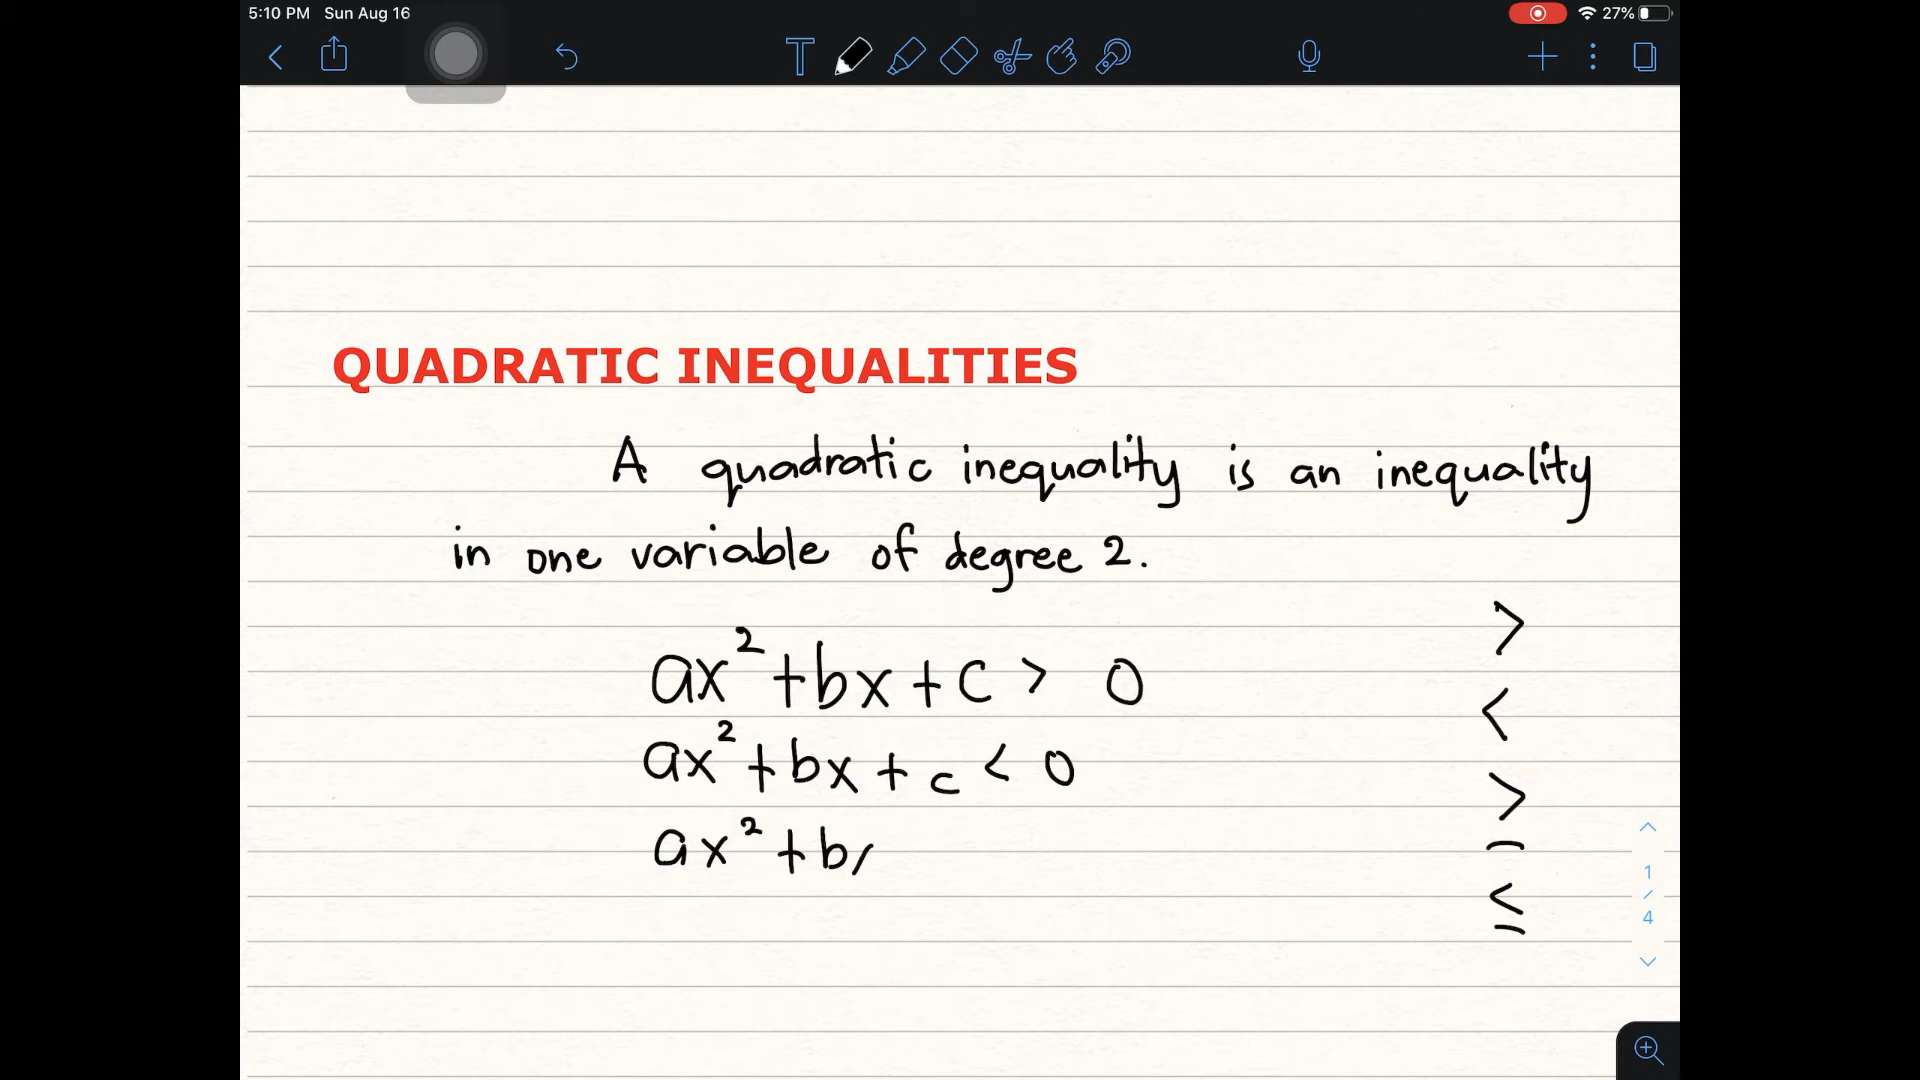 5:10 PM Sun Aug 16 27%
QUADRATIC INEQUALITIES
A quadratic inequality is an inequality
in one variable of degree 2.
>
ax² + bx + c > 0
<
ax² + bx + c < 0
≥
ax² + b
≤
1
/
4